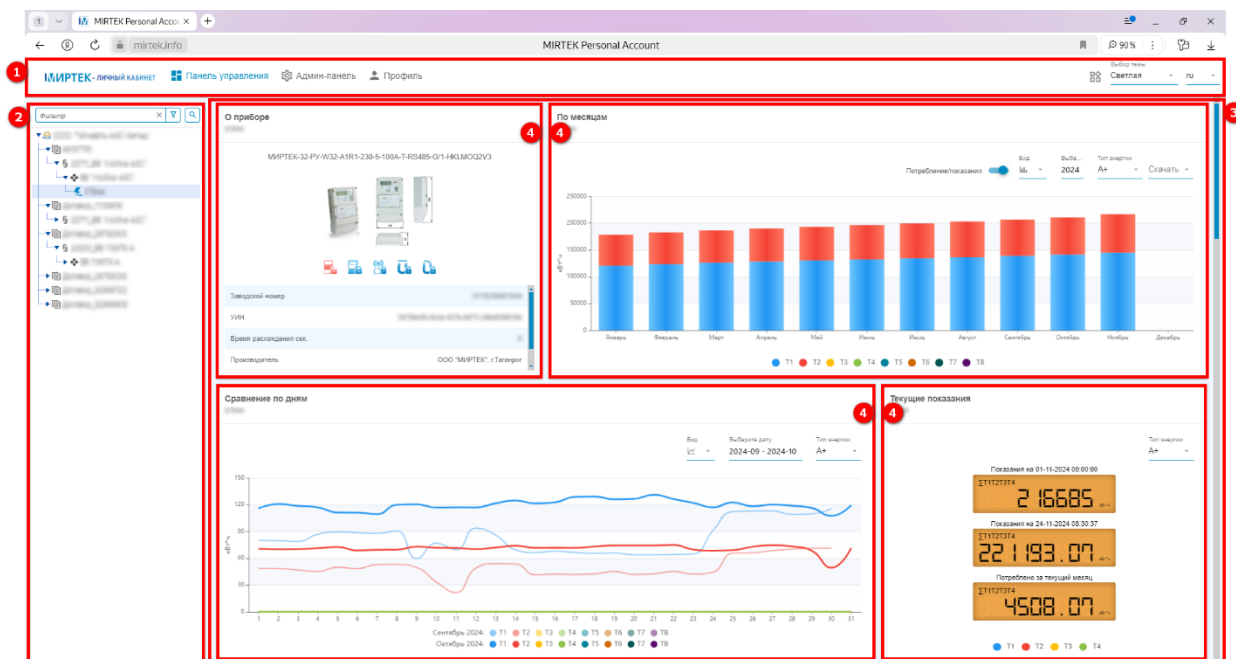 1
MIRTEK Personal Accou ×
+
mirtek.info
MIRTEK Personal Account
90 %
1
МИРТЕК - ЛИЧНЫЙ КАБИНЕТ
Панель управления
Админ-панель
Профиль
Выбор темы
Светлая
ru
2
Фильтр
3
О приборе
4
МИРТЕК-32-РУ-W32-A1R1-230-5-100A-T-RS485-G/1-HKLMOQ2V3
Заводской номер
УИН
Время расхождения сек.
Производитель
ООО "МИРТЕК", г.Таганрог
По месяцам
4
Потребление/показания
Вид
Выбе...
2024
Тип энергии
A+
Скачать
кВт*ч
250000
200000
150000
100000
50000
0
Январь Февраль Март Апрель Май Июнь Июль Август Сентябрь Октябрь Ноябрь Декабрь
T1 T2 T3 T4 T5 T6 T7 T8
Сравнение по дням
4
Вид
Выберите дату
2024-09 - 2024-10
Тип энергии
A+
кВт*ч
150
120
90
60
30
0
1 2 3 4 5 6 7 8 9 10 11 12 13 14 15 16 17 18 19 20 21 22 23 24 25 26 27 28 29 30 31
Сентябрь 2024: T1 T2 T3 T4 T5 T6 T7 T8
Октябрь 2024: T1 T2 T3 T4 T5 T6 T7 T8
Текущие показания
4
Тип энергии
A+
Показания на 01-11-2024 00:00:00
ΣT1T2T3T4
216685
Показания на 24-11-2024 08:30:37
ΣT1T2T3T4
221193.07
Потреблено за текущий месяц
ΣT1T2T3T4
4508.07
T1 T2 T3 T4